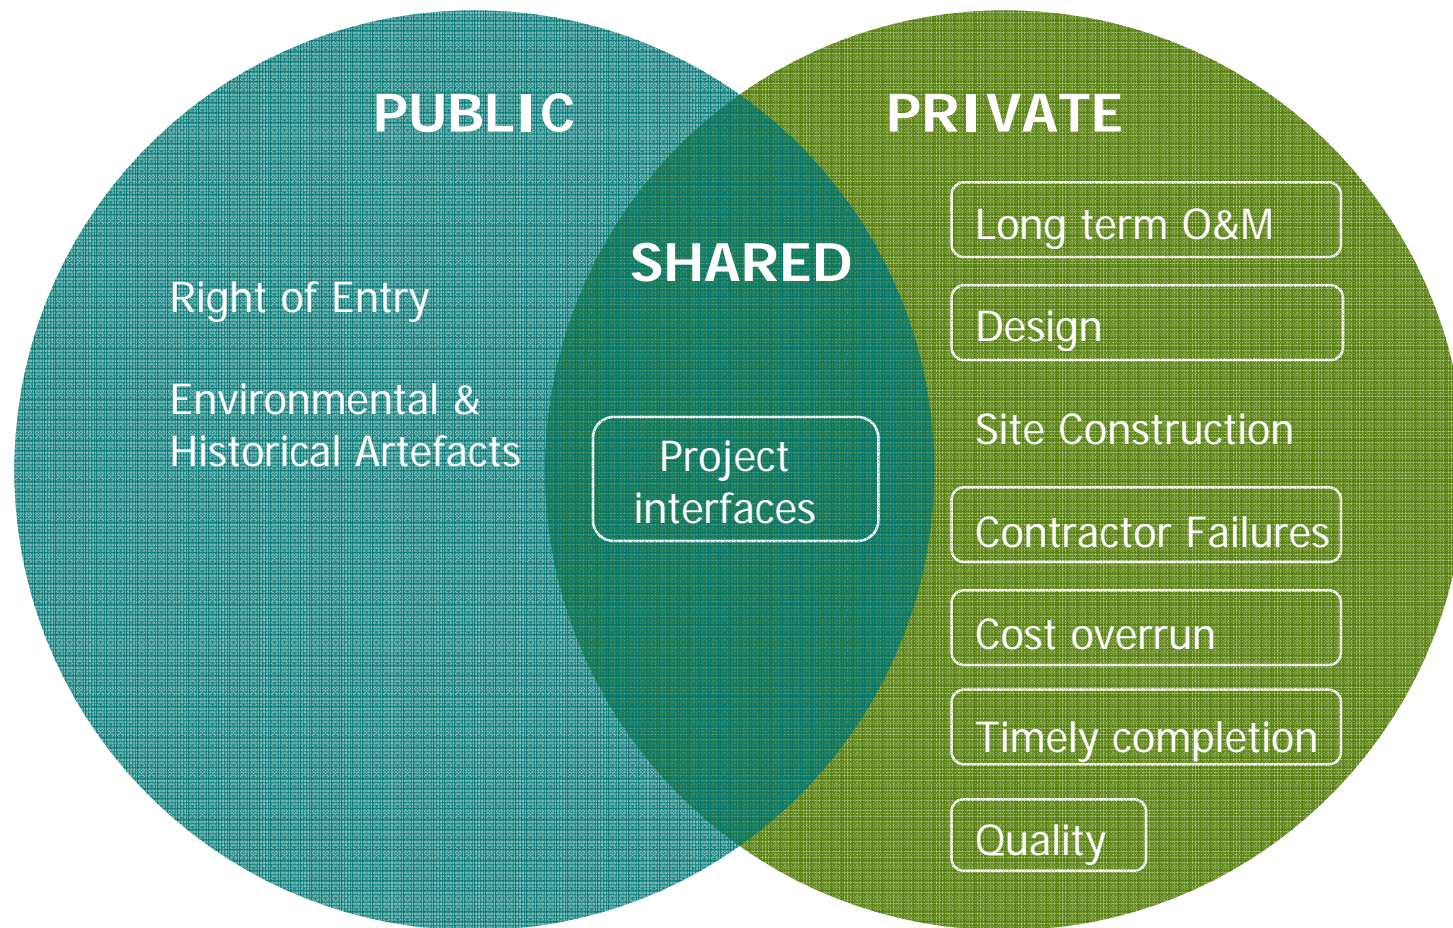 PUBLIC
Right of Entry
Environmental &
Historical Artefacts
SHARED
Project
interfaces
PRIVATE
Long term O&M
Design
Site Construction
Contractor Failures
Cost overrun
Timely completion
Quality